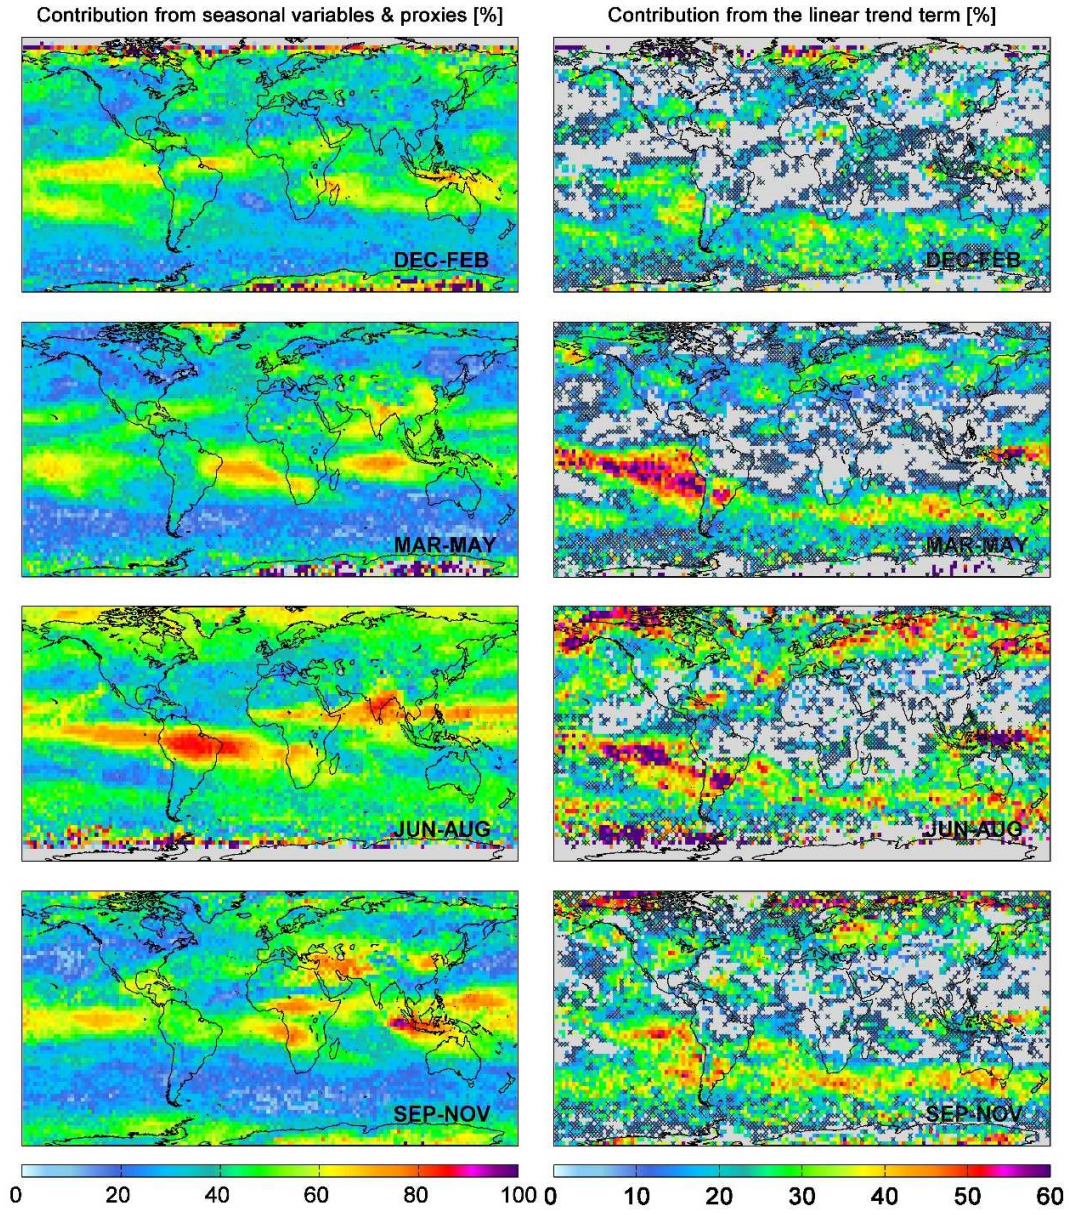 Contribution from seasonal variables & proxies [%]
Contribution from the linear trend term [%]
DEC-FEB
DEC-FEB
MAR-MAY
MAR-MAY
JUN-AUG
JUN-AUG
SEP-NOV
SEP-NOV
0 20 40 60 80 100
0 10 20 30 40 50 60